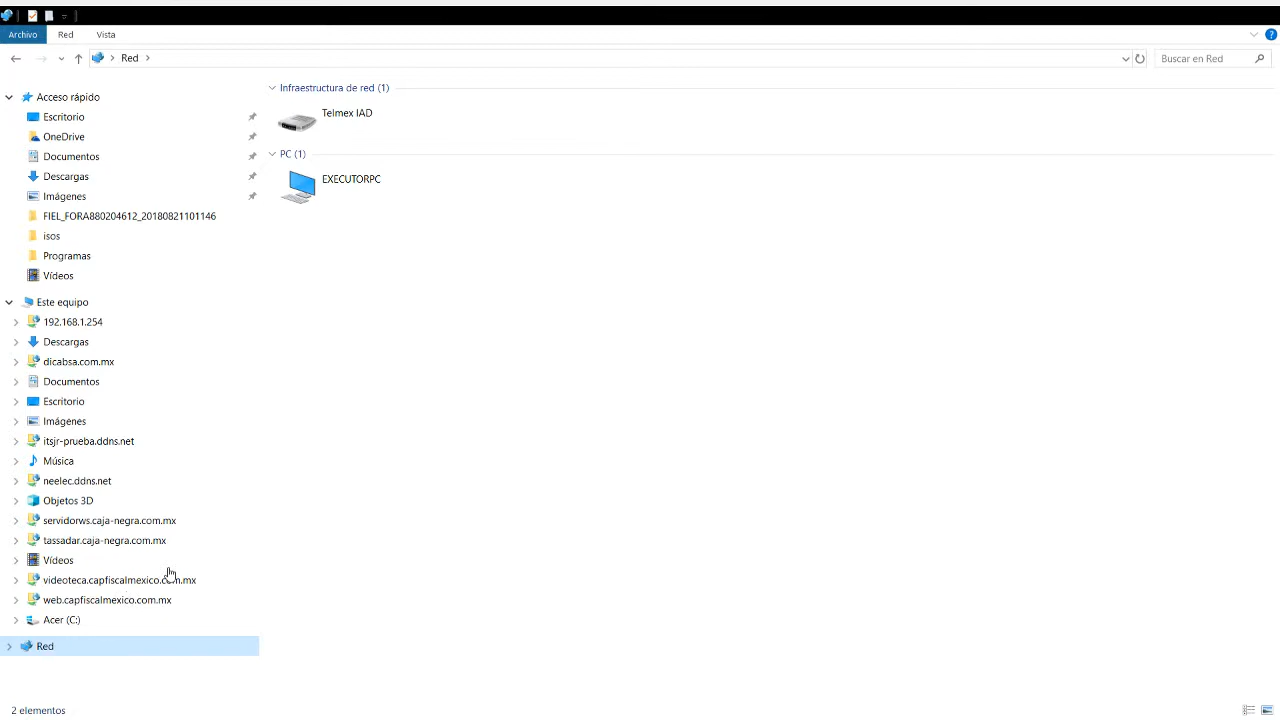 Archivo Red Vista
Red
Buscar en Red
Acceso rápido
Escritorio
OneDrive
Documentos
Descargas
Imágenes
FIEL_FORA880204612_20180821101146
isos
Programas
Vídeos
Este equipo
192.168.1.254
Descargas
dicabsa.com.mx
Documentos
Escritorio
Imágenes
itsjr-prueba.ddns.net
Música
neelec.ddns.net
Objetos 3D
servidorws.caja-negra.com.mx
tassadar.caja-negra.com.mx
Vídeos
videoteca.capfiscalmexico.com.mx
web.capfiscalmexico.com.mx
Acer (C:)
Red
Infraestructura de red (1)
Telmex IAD
PC (1)
EXECUTORPC
2 elementos